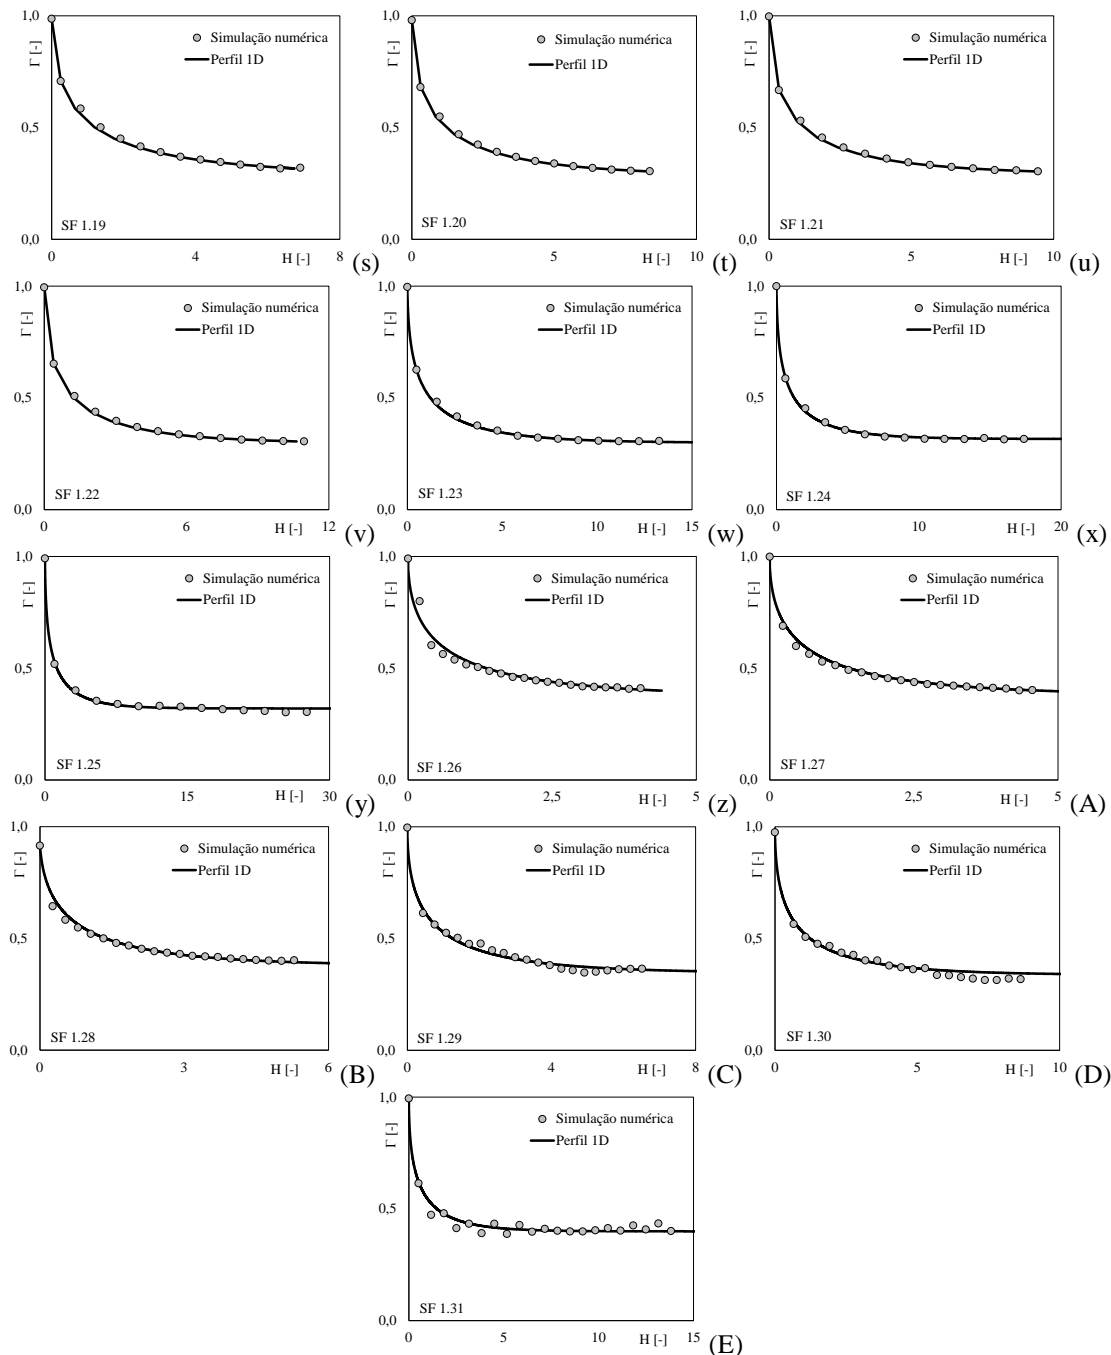 1,0
Γ [-]
0,5
0,0
Simulação numérica
Perfil 1D
SF 1.19
0
4
H [-]
8
(s)
1,0
Γ [-]
0,5
0,0
Simulação numérica
Perfil 1D
SF 1.20
0
5
H [-]
10
(t)
1,0
Γ [-]
0,5
0,0
Simulação numérica
Perfil 1D
SF 1.21
0
5
H [-]
10
(u)
1,0
Γ [-]
0,5
0,0
Simulação numérica
Perfil 1D
SF 1.22
0
6
H [-]
12
(v)
1,0
Γ [-]
0,5
0,0
Simulação numérica
Perfil 1D
SF 1.23
0
5
10
H [-]
15
(w)
1,0
Γ [-]
0,5
0,0
Simulação numérica
Perfil 1D
SF 1.24
0
10
H [-]
20
(x)
1,0
Γ [-]
0,5
0,0
Simulação numérica
Perfil 1D
SF 1.25
0
15
H [-]
30
(y)
1,0
Γ [-]
0,5
0,0
Simulação numérica
Perfil 1D
SF 1.26
0
2,5
H [-]
5
(z)
1,0
Γ [-]
0,5
0,0
Simulação numérica
Perfil 1D
SF 1.27
0
2,5
H [-]
5
(A)
1,0
Γ [-]
0,5
0,0
Simulação numérica
Perfil 1D
SF 1.28
0
3
H [-]
6
(B)
1,0
Γ [-]
0,5
0,0
Simulação numérica
Perfil 1D
SF 1.29
0
4
H [-]
8
(C)
1,0
Γ [-]
0,5
0,0
Simulação numérica
Perfil 1D
SF 1.30
0
5
H [-]
10
(D)
1,0
Γ [-]
0,5
0,0
Simulação numérica
Perfil 1D
SF 1.31
0
5
10
H [-]
15
(E)